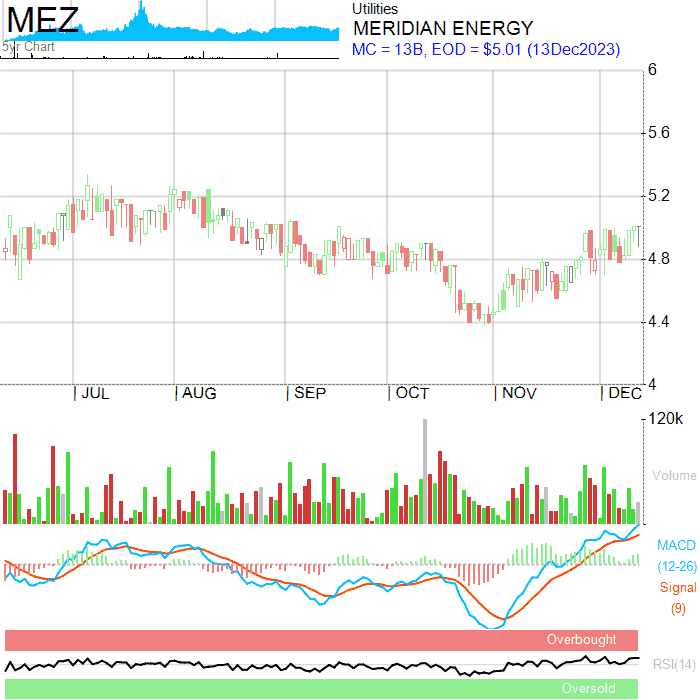 MEZ
5yr Chart
Utilities
MERIDIAN ENERGY
MC = 13B, EOD = $5.01 (13Dec2023)
6
5.6
5.2
4.8
4.4
4
| JUL | AUG | SEP | OCT | NOV | DEC
120k
Volume
MACD
(12-26)
Signal
(9)
Overbought
RSI(14)
Oversold